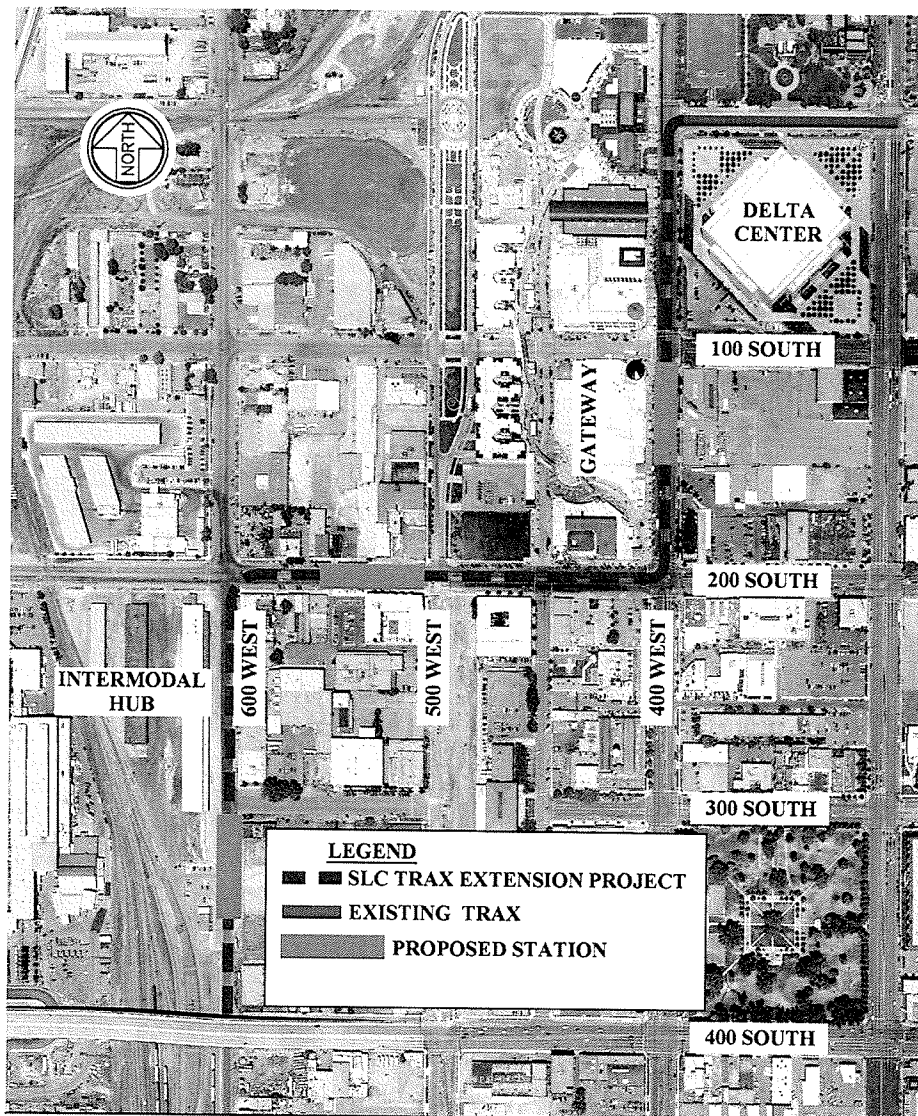 NORTH
DELTA
CENTER
100 SOUTH
GATEWAY
200 SOUTH
INTERMODAL
HUB
600 WEST
500 WEST
400 WEST
300 SOUTH
LEGEND
SLC TRAX EXTENSION PROJECT
EXISTING TRAX
PROPOSED STATION
400 SOUTH